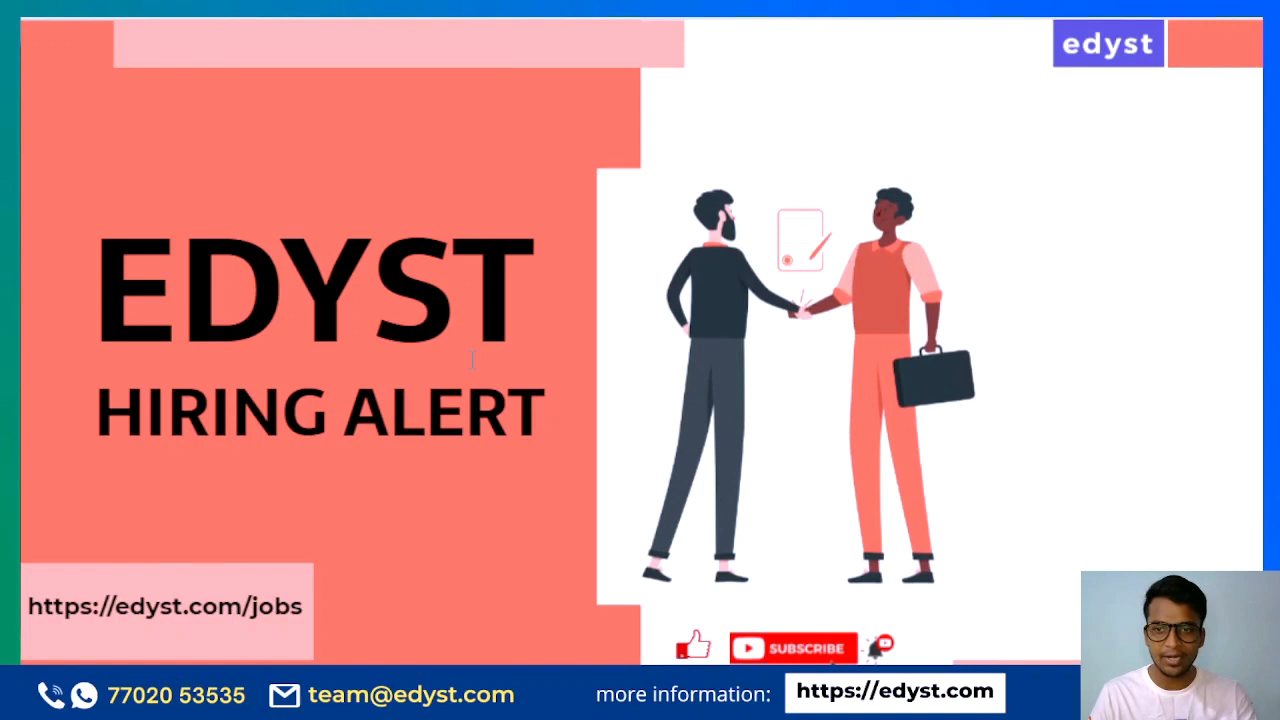 edyst
EDYST
HIRING ALERT
https://edyst.com/jobs
SUBSCRIBE
77020 53535 team@edyst.com more information: https://edyst.com